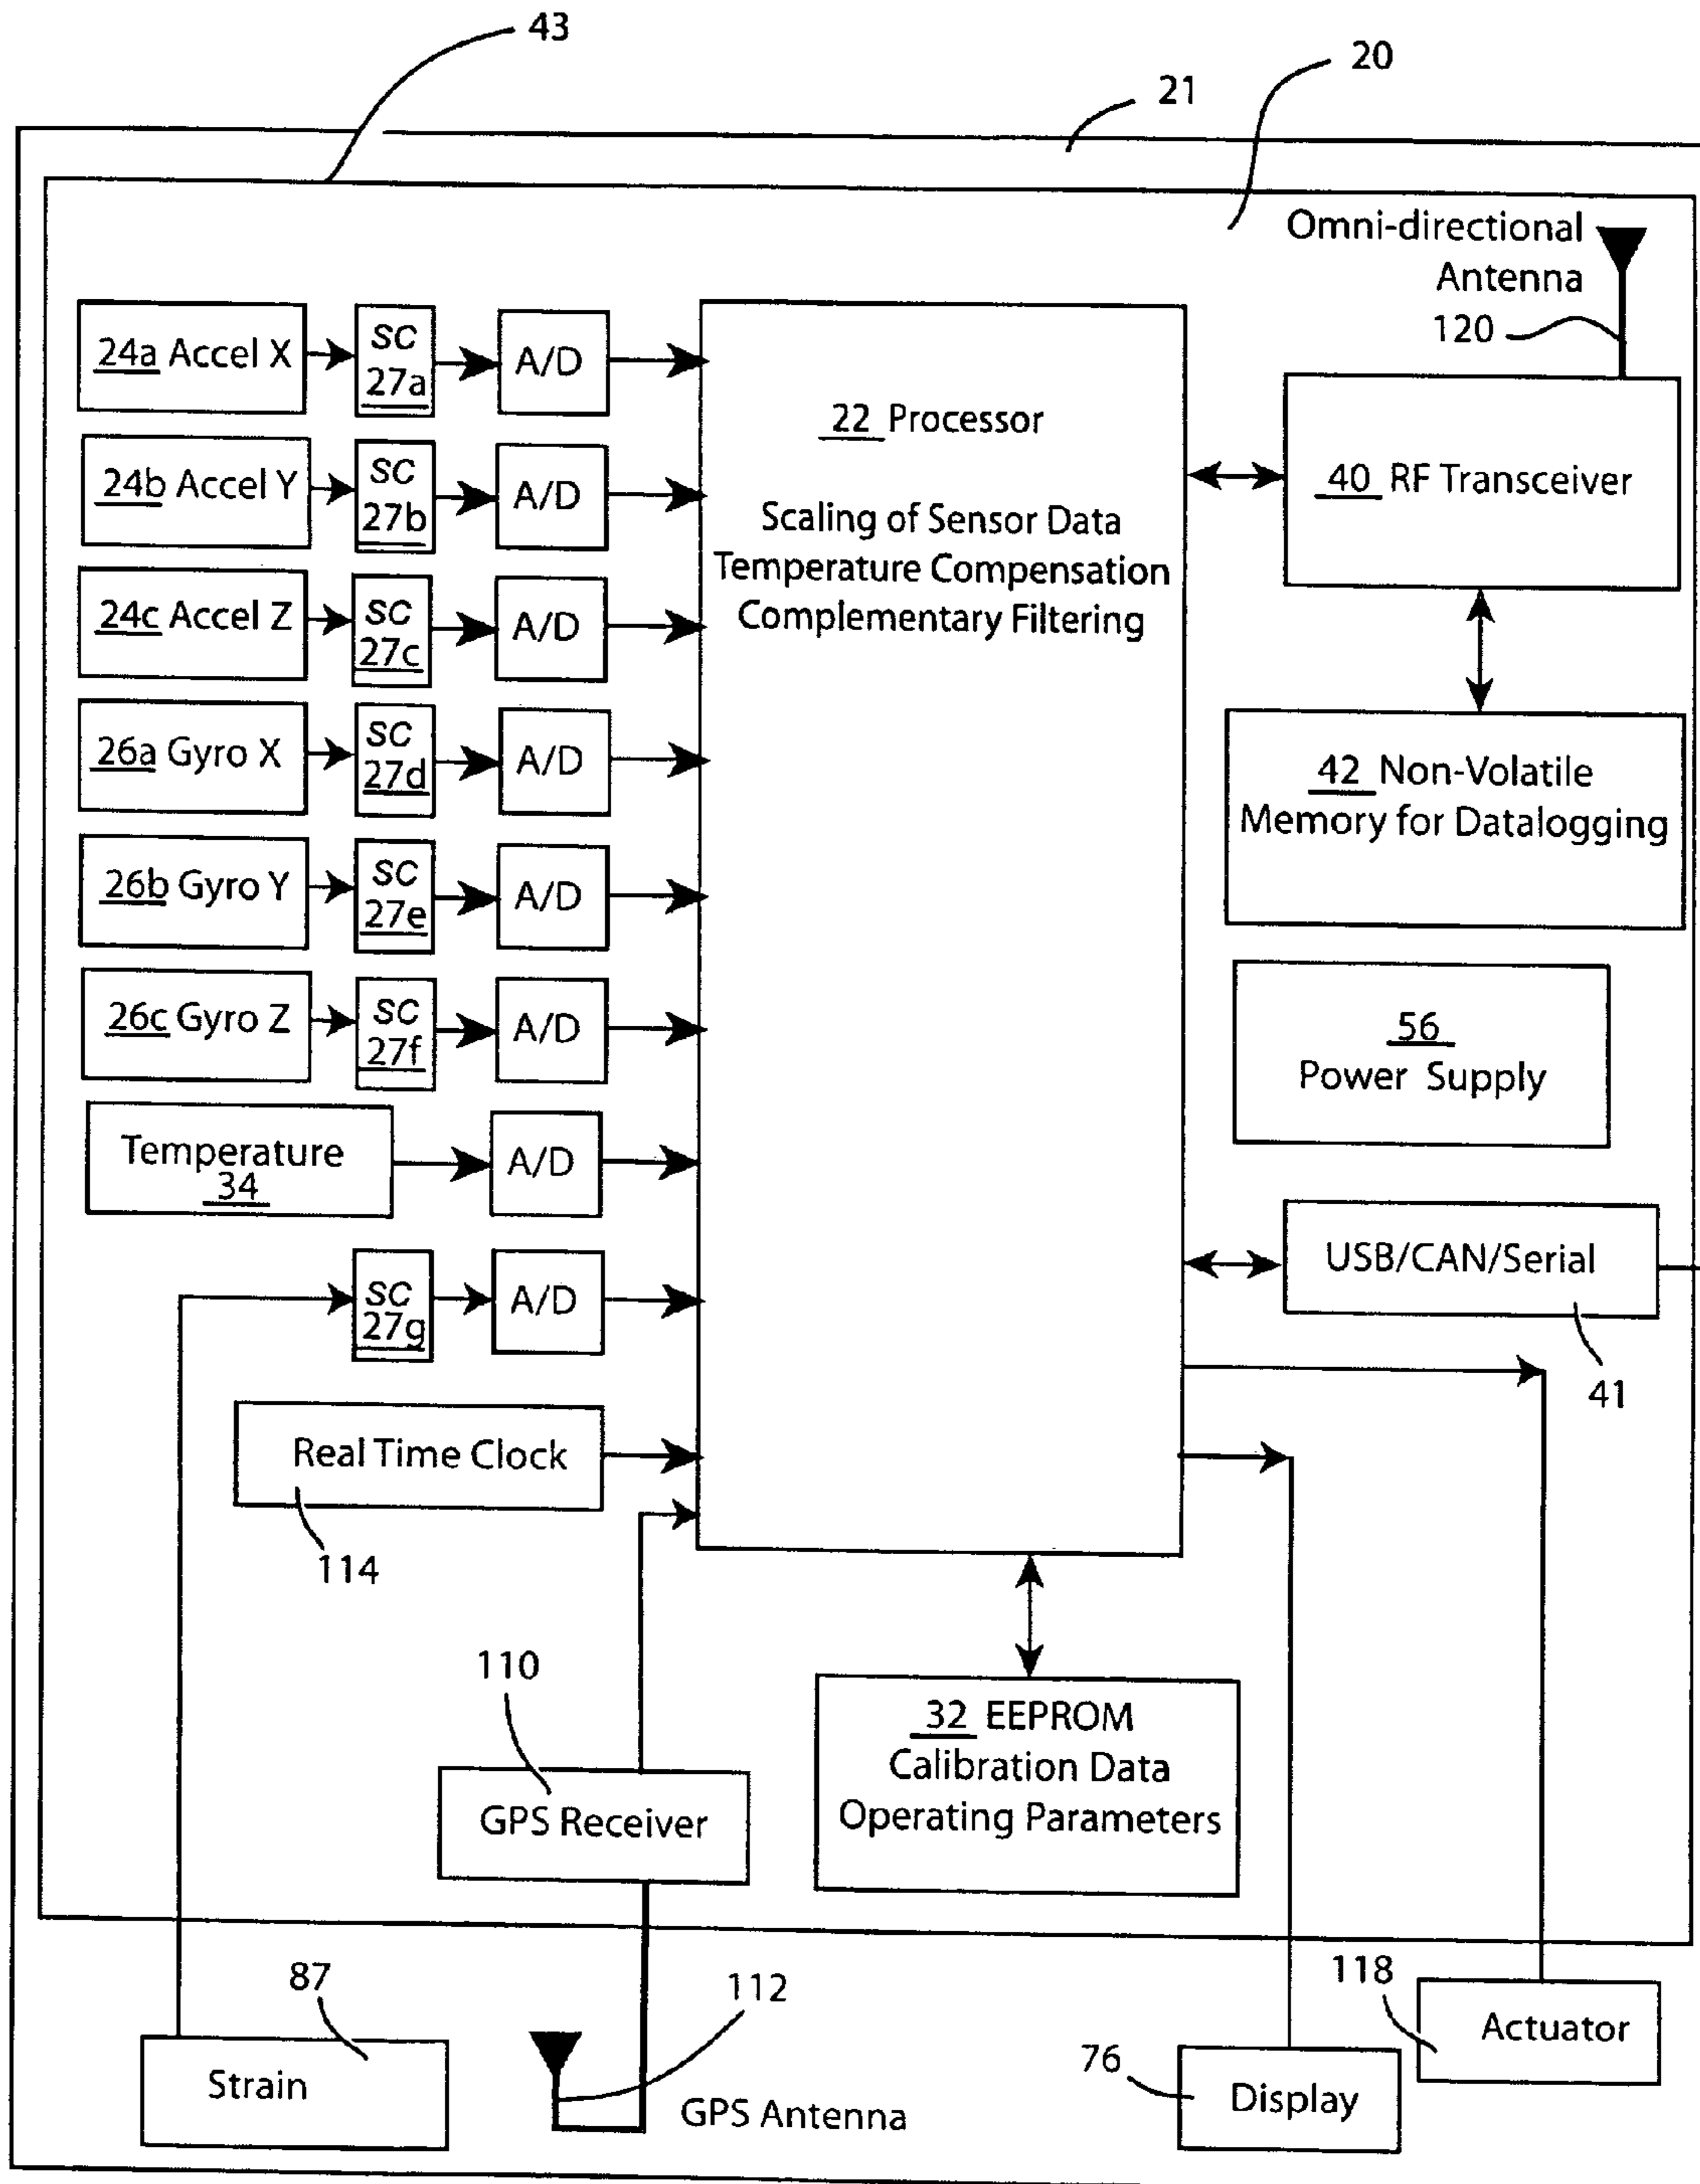 43
20
21
Omni-directional
Antenna
120
24a Accel X
SC
27a
A/D
24b Accel Y
SC
27b
A/D
24c Accel Z
SC
27c
A/D
26a Gyro X
SC
27d
A/D
26b Gyro Y
SC
27e
A/D
26c Gyro Z
SC
27f
A/D
Temperature
34
A/D
SC
27g
A/D
Real Time Clock
114
22 Processor
Scaling of Sensor Data
Temperature Compensation
Complementary Filtering
40 RF Transceiver
42 Non-Volatile
Memory for Datalogging
56
Power Supply
USB/CAN/Serial
41
110
GPS Receiver
32 EEPROM
Calibration Data
Operating Parameters
87
Strain
112
GPS Antenna
76
Display
118
Actuator